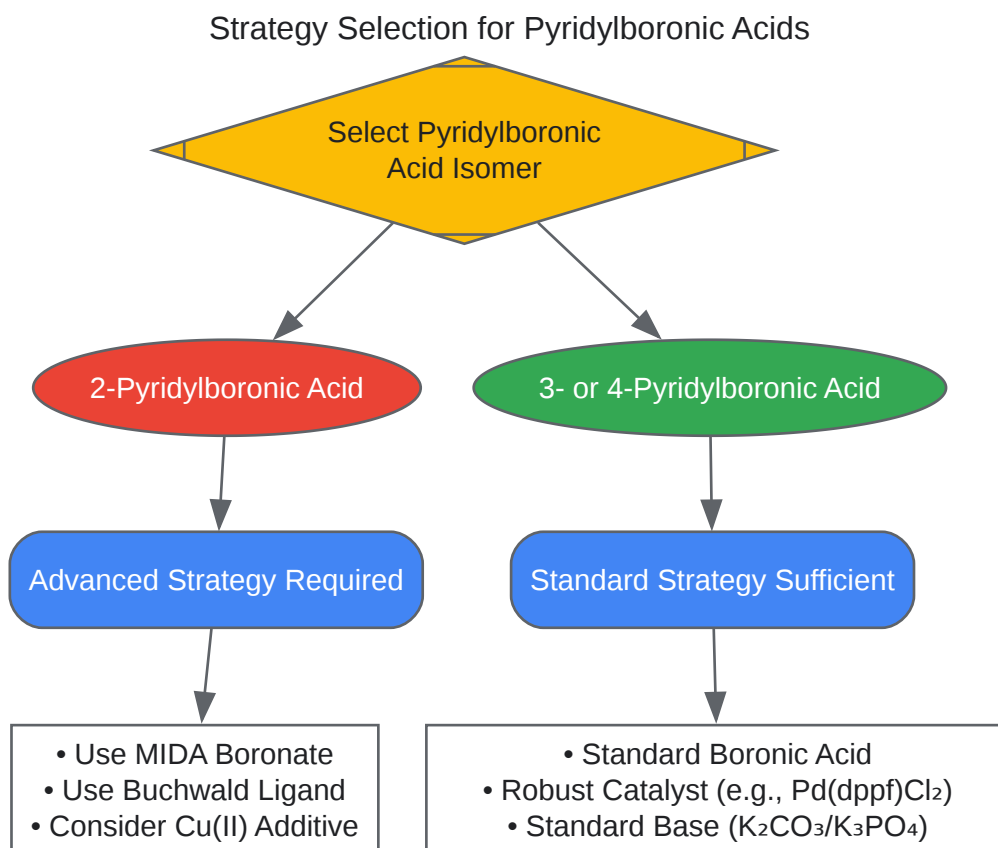 Strategy Selection for Pyridylboronic Acids
Select Pyridylboronic
Acid Isomer
2-Pyridylboronic Acid
3- or 4-Pyridylboronic Acid
Advanced Strategy Required
Standard Strategy Sufficient
• Use MIDA Boronate
• Use Buchwald Ligand
• Consider Cu(II) Additive
• Standard Boronic Acid
• Robust Catalyst (e.g., Pd(dppf)Cl₂)
• Standard Base (K₂CO₃/K₃PO₄)